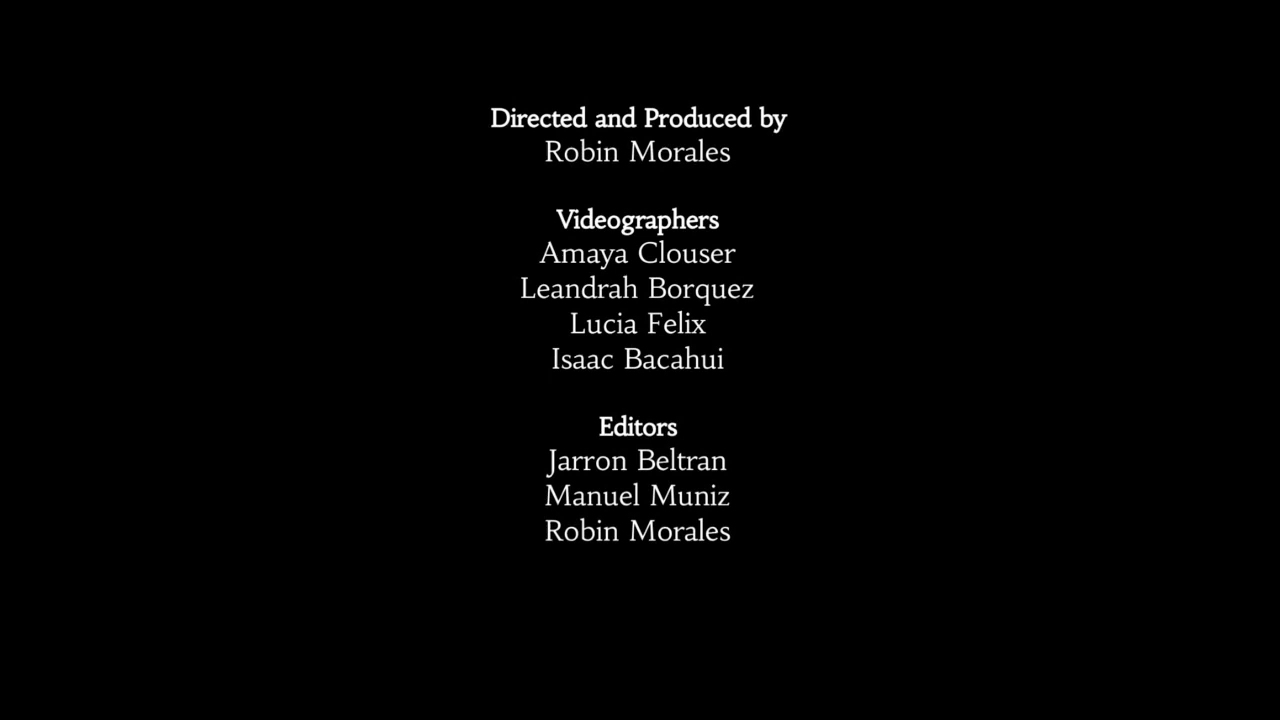 Directed and Produced by
Robin Morales
Videographers
Amaya Clouser
Leandrah Borquez
Lucia Felix
Isaac Bacahui
Editors
Jarron Beltran
Manuel Muniz
Robin Morales